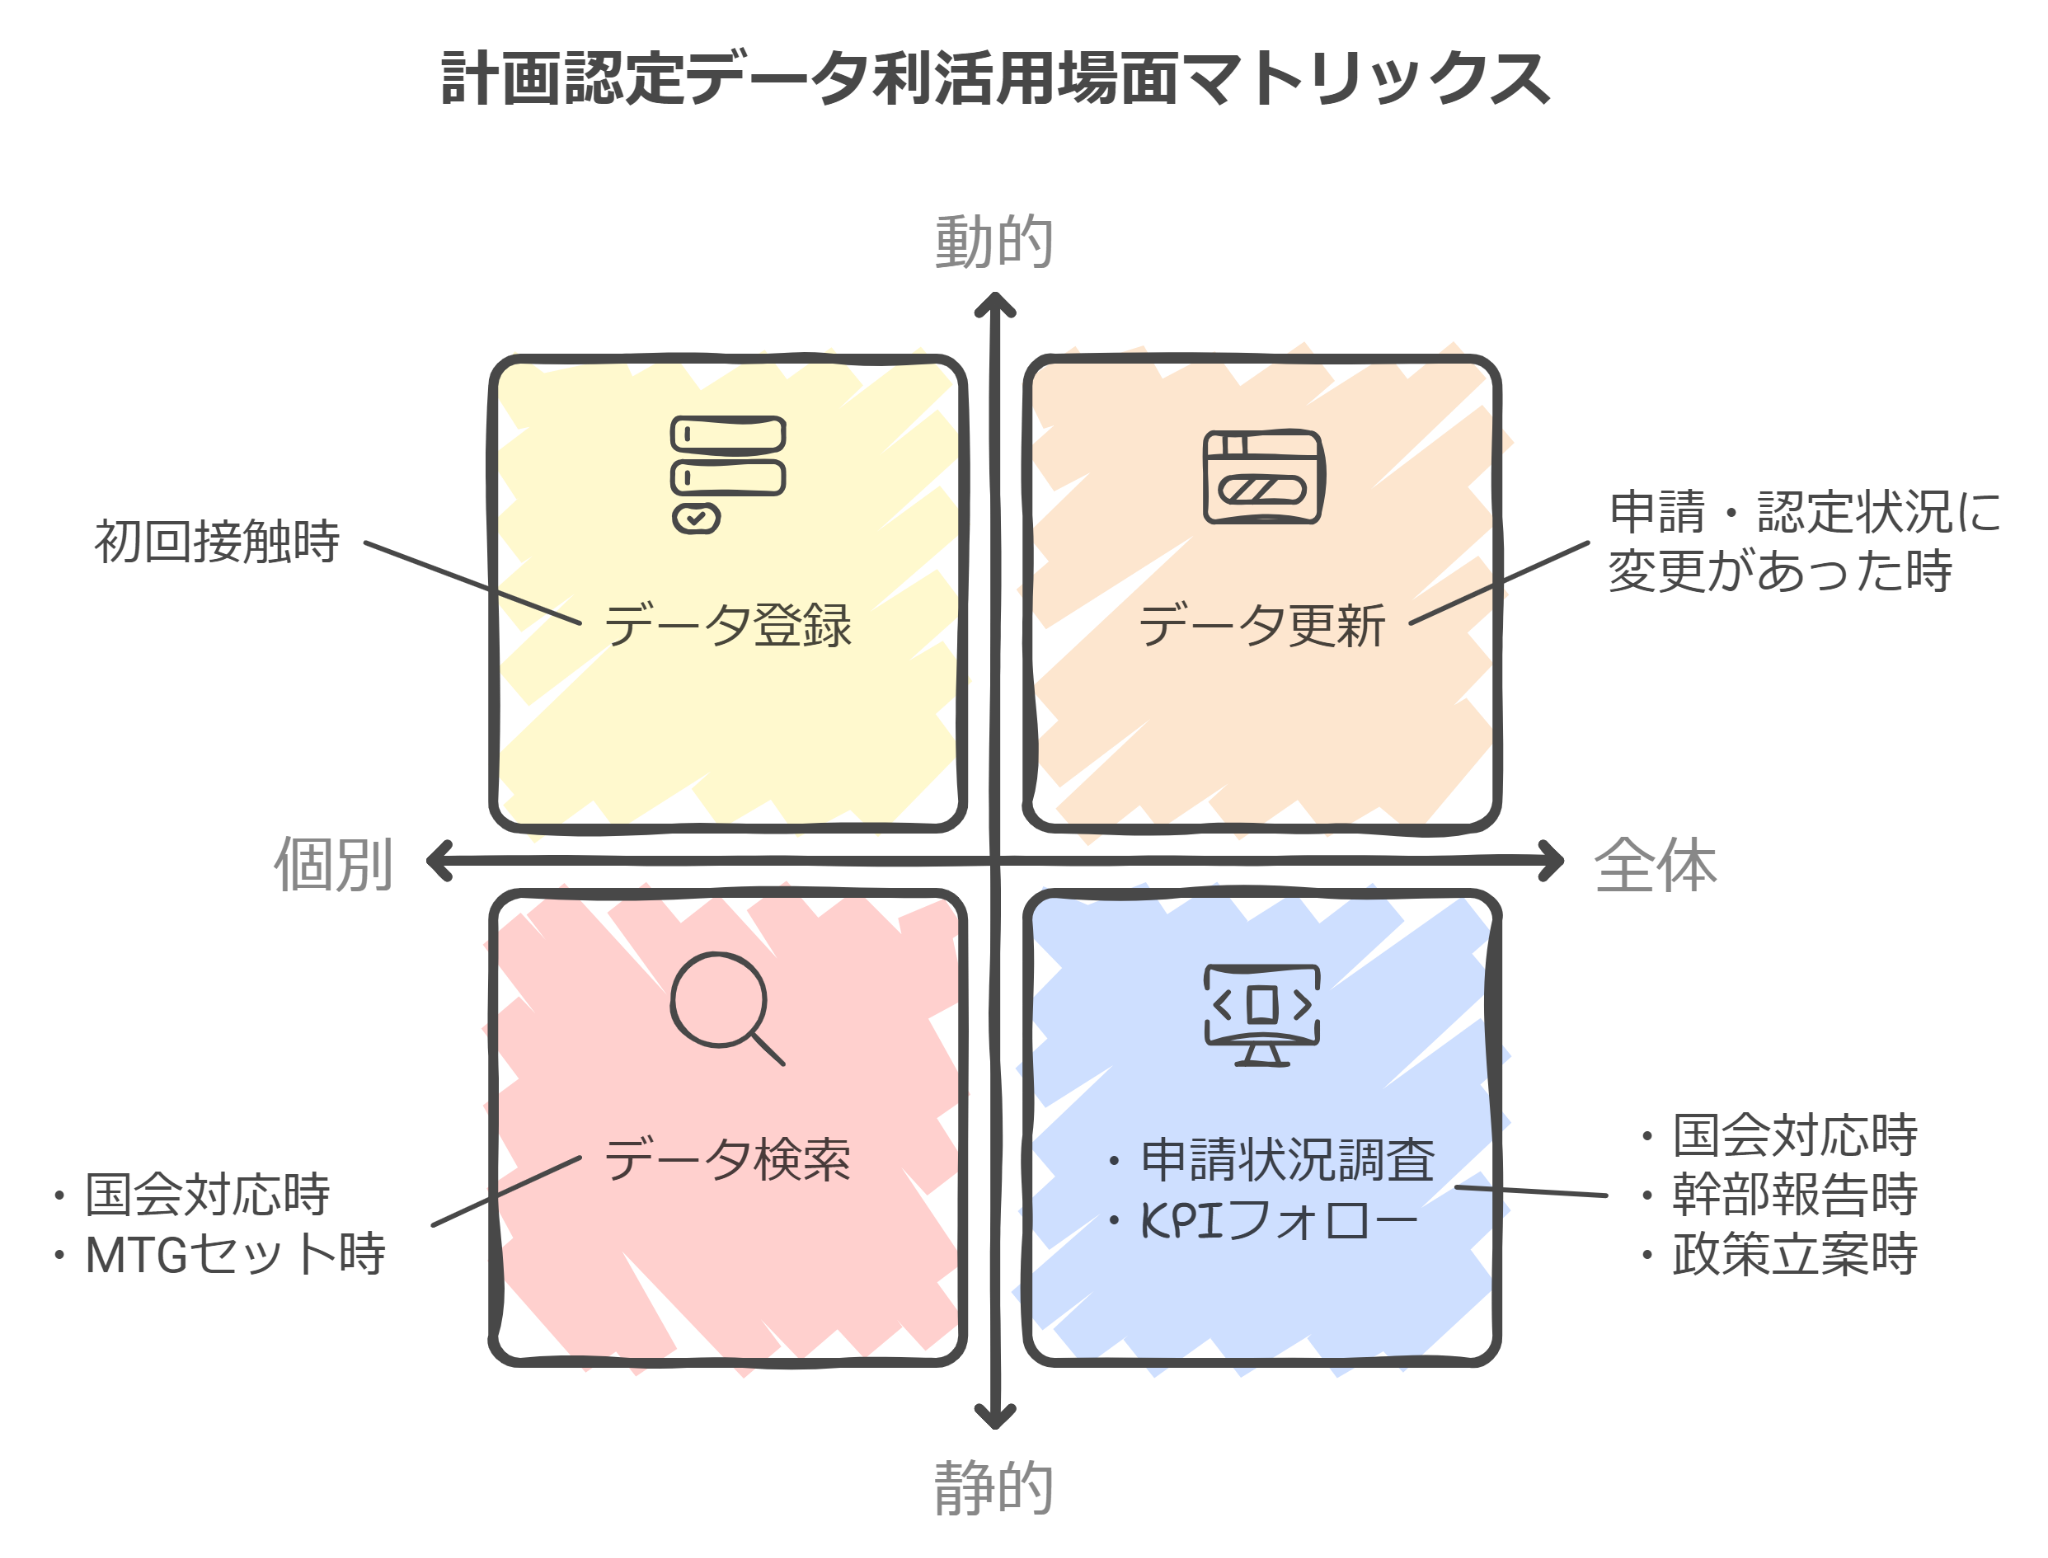 計画認定データ利活用場面マトリックス
動的
初回接触時
データ登録
データ更新
申請・認定状況に
変更があった時
個別
全体
・国会対応時
・MTGセット時
データ検索
・申請状況調査
・KPIフォロー
・国会対応時
・幹部報告時
・政策立案時
静的